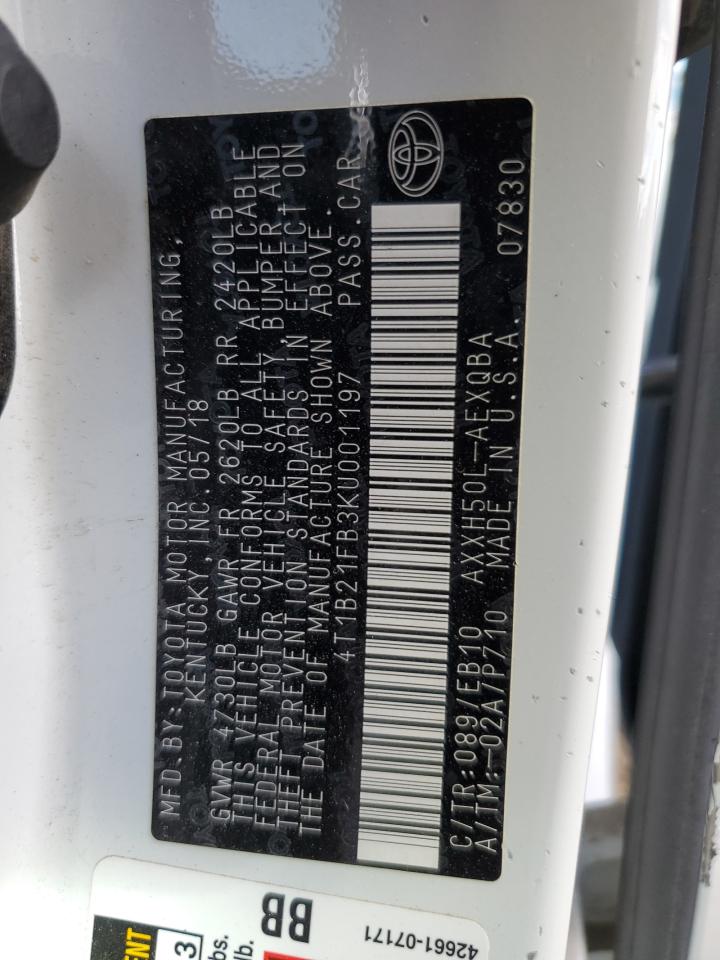 MFD.BY:TOYOTA MOTOR MANUFACTURING,
KENTUCKY INC.05/18
GVWR 4730LB GAWR FR 2620LB RR 2420LB
THIS VEHICLE CONFORMS TO ALL APPLICABLE
FEDERAL MOTOR VEHICLE SAFETY, BUMPER, AND
THEFT PREVENTION STANDARDS IN EFFECT ON
THE DATE OF MANUFACTURE SHOWN ABOVE.
4T1B21FB3KU001197 PASS.CAR
C/TR:089/EB10 AXXH50L-AEXQBA
A/TM:-02A/P710 MADE IN U.S.A. 07830
BB
42661-07171
3
bs.
lb.